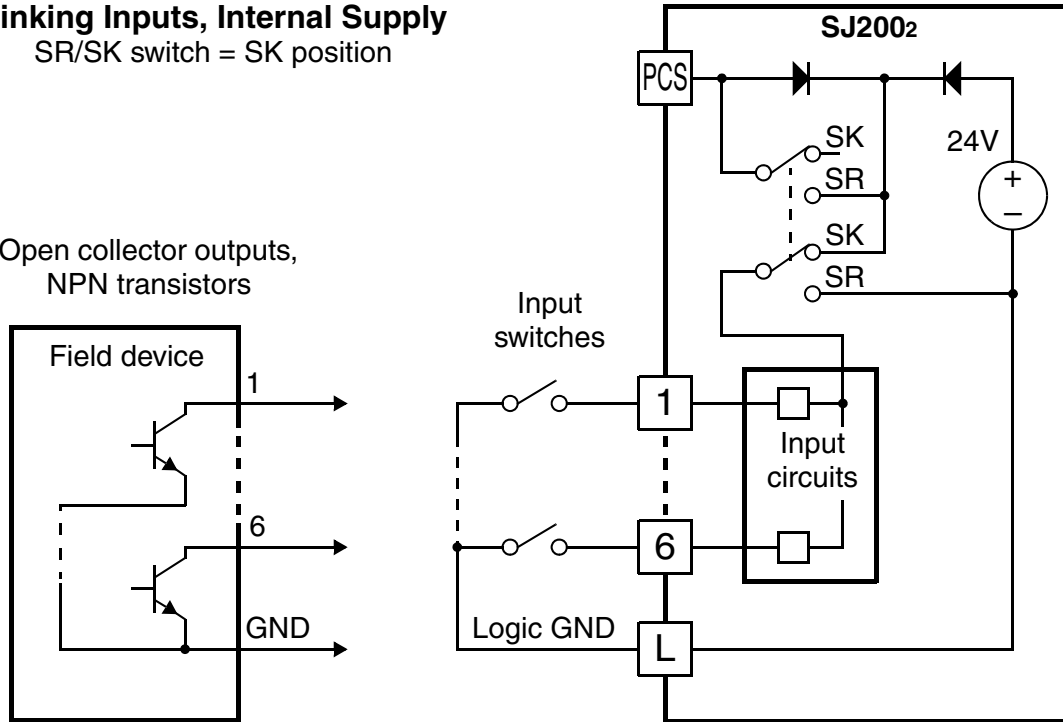 inking Inputs, Internal Supply
SR/SK switch = SK position
SJ2002
PCS
SK
SR
SK
SR
24V
+
–
Open collector outputs,
NPN transistors
Field device
1
6
GND
Input
switches
1
6
Logic GND
L
Input
circuits